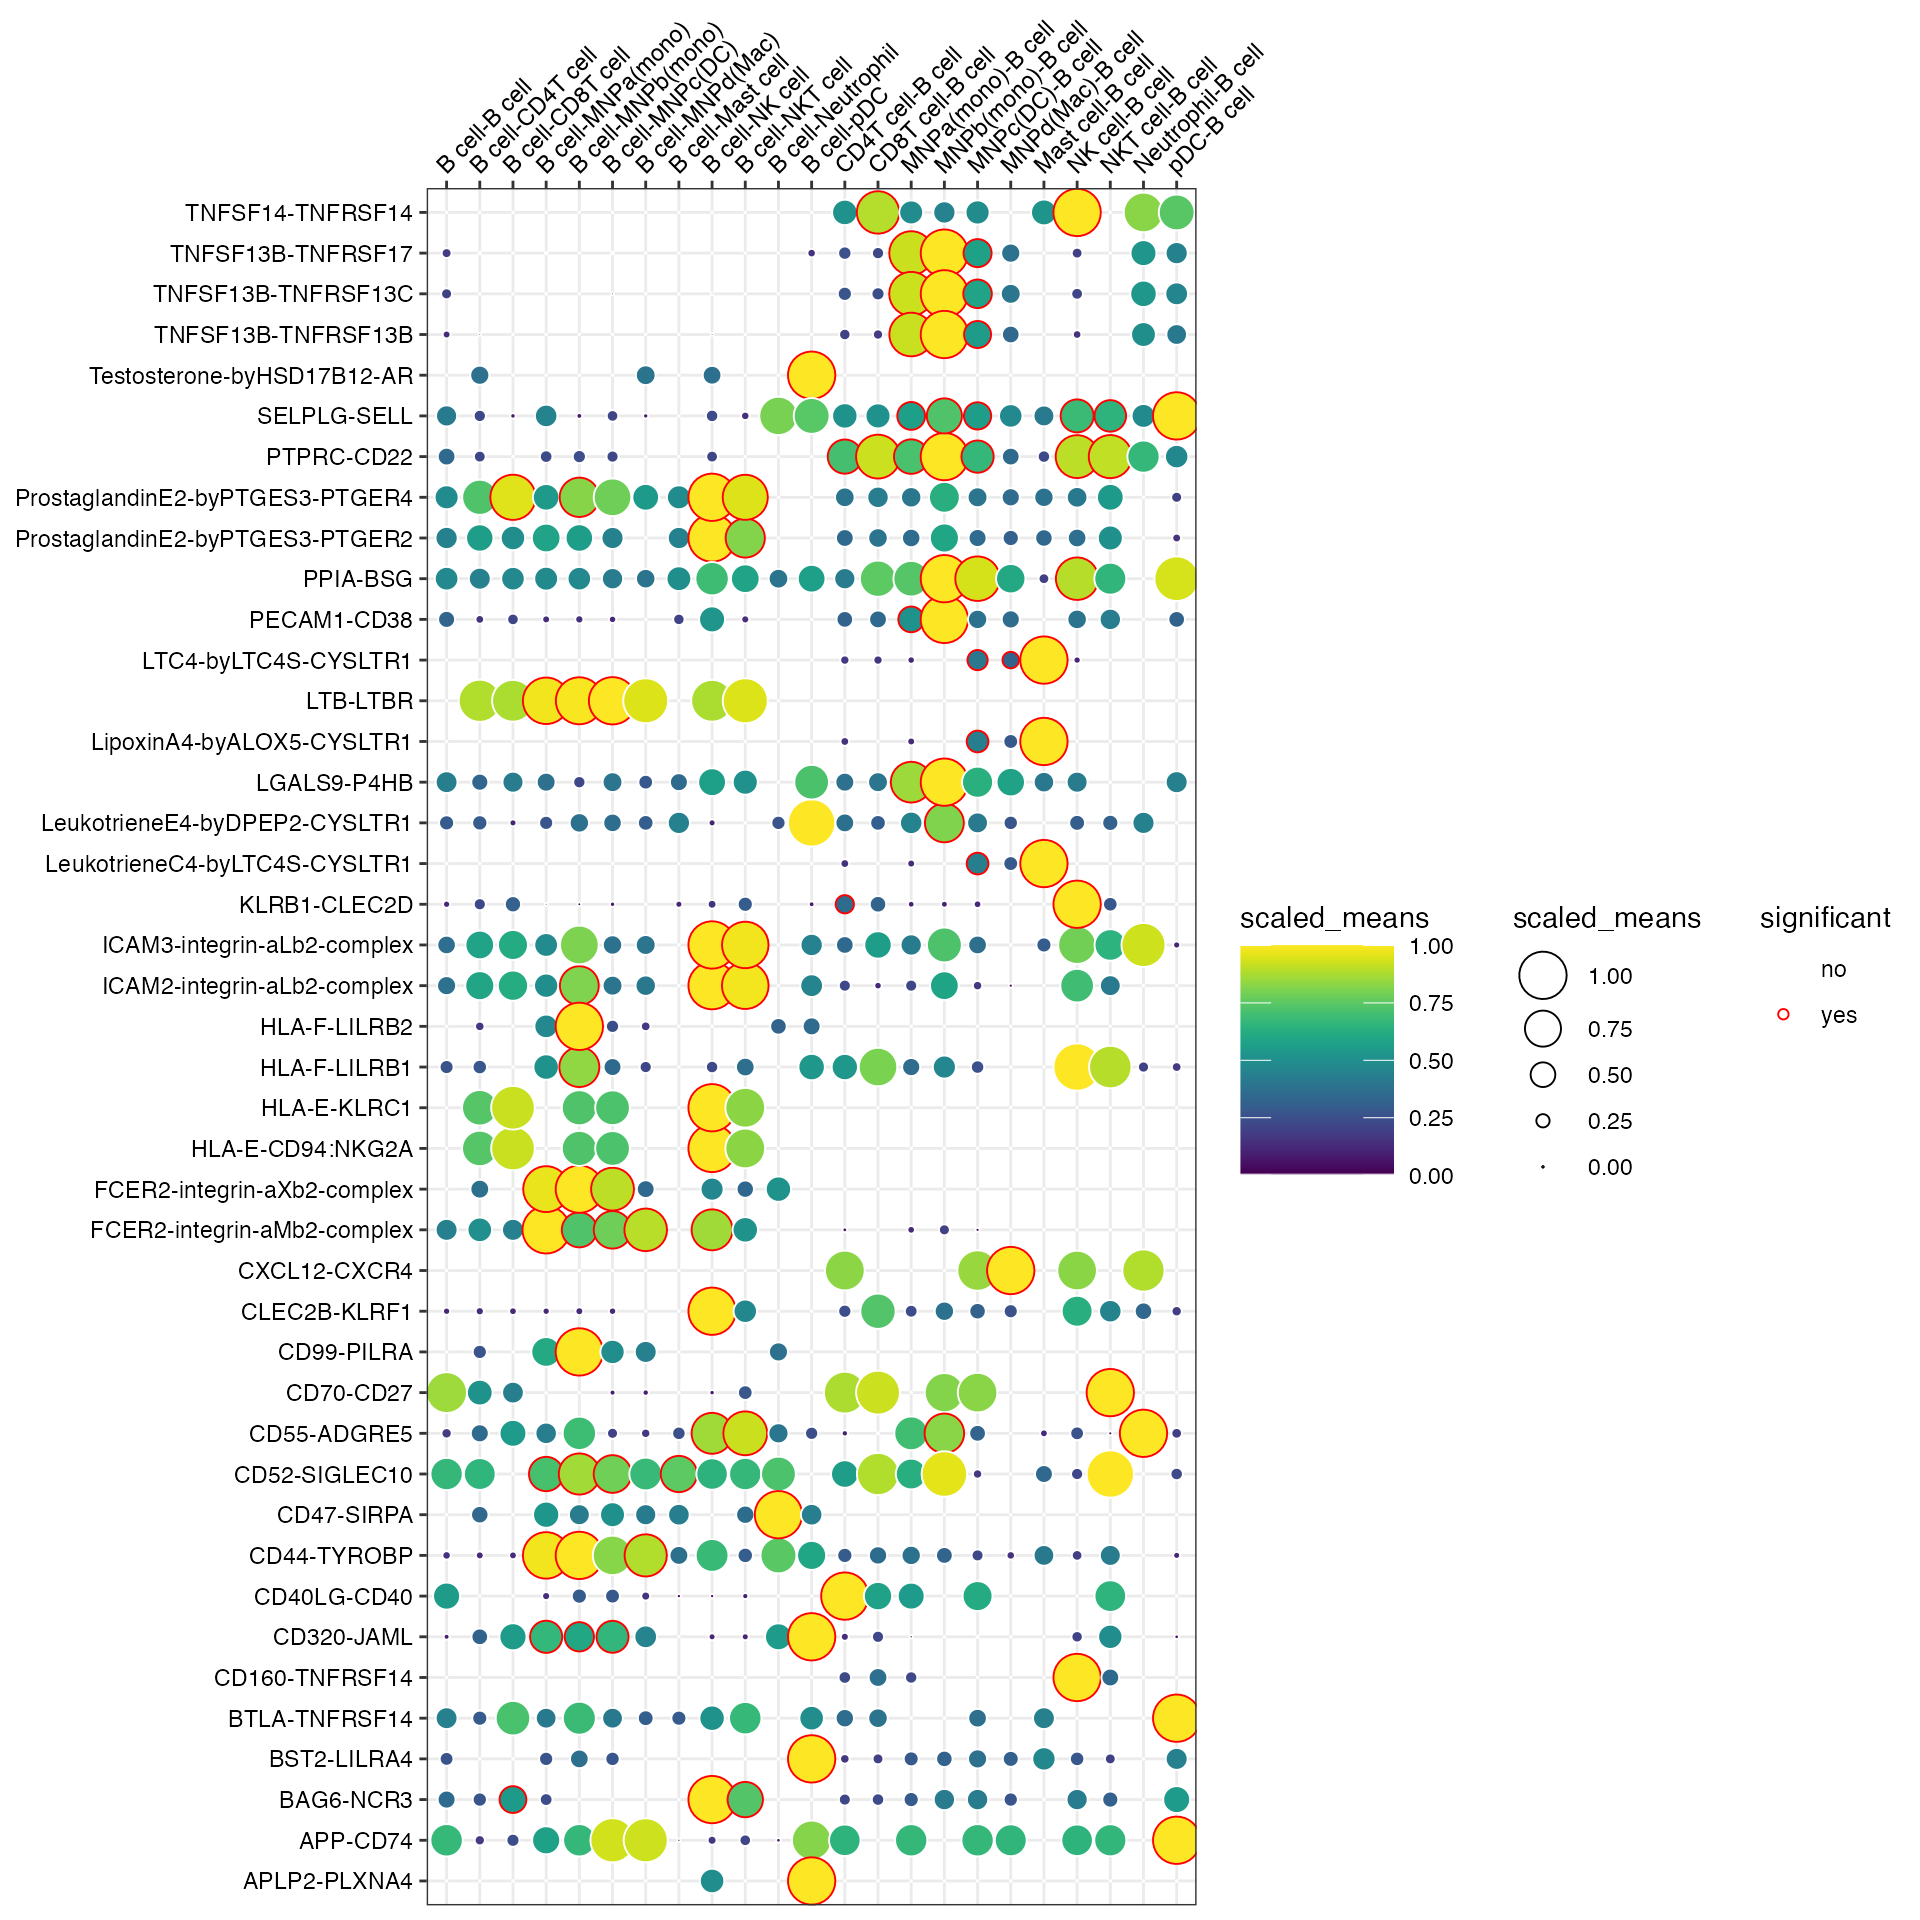 B cell-B cell
B cell-CD4T cell
B cell-CD8T cell
B cell-MNPa(mono)
B cell-MNPb(mono)
B cell-MNPc(DC)
B cell-MNPd(Mac)
B cell-Mast cell
B cell-NK cell
B cell-NKT cell
B cell-Neutrophil
B cell-pDC
CD4T cell-B cell
CD8T cell-B cell
MNPa(mono)-B cell
MNPb(mono)-B cell
MNPc(DC)-B cell
MNPd(Mac)-B cell
Mast cell-B cell
NK cell-B cell
NKT cell-B cell
Neutrophil-B cell
pDC-B cell
TNFSF14-TNFRSF14
TNFSF13B-TNFRSF17
TNFSF13B-TNFRSF13C
TNFSF13B-TNFRSF13B
Testosterone-byHSD17B12-AR
SELPLG-SELL
PTPRC-CD22
ProstaglandinE2-byPTGES3-PTGER4
ProstaglandinE2-byPTGES3-PTGER2
PPIA-BSG
PECAM1-CD38
LTC4-byLTC4S-CYSLTR1
LTB-LTBR
LipoxinA4-byALOX5-CYSLTR1
LGALS9-P4HB
LeukotrieneE4-byDPEP2-CYSLTR1
LeukotrieneC4-byLTC4S-CYSLTR1
KLRB1-CLEC2D
ICAM3-integrin-aLb2-complex
ICAM2-integrin-aLb2-complex
HLA-F-LILRB2
HLA-F-LILRB1
HLA-E-KLRC1
HLA-E-CD94:NKG2A
FCER2-integrin-aXb2-complex
FCER2-integrin-aMb2-complex
CXCL12-CXCR4
CLEC2B-KLRF1
CD99-PILRA
CD70-CD27
CD55-ADGRE5
CD52-SIGLEC10
CD47-SIRPA
CD44-TYROBP
CD40LG-CD40
CD320-JAML
CD160-TNFRSF14
BTLA-TNFRSF14
BST2-LILRA4
BAG6-NCR3
APP-CD74
APLP2-PLXNA4
scaled_means
1.00
0.75
0.50
0.25
0.00
scaled_means
1.00
0.75
0.50
0.25
0.00
significant
no
yes